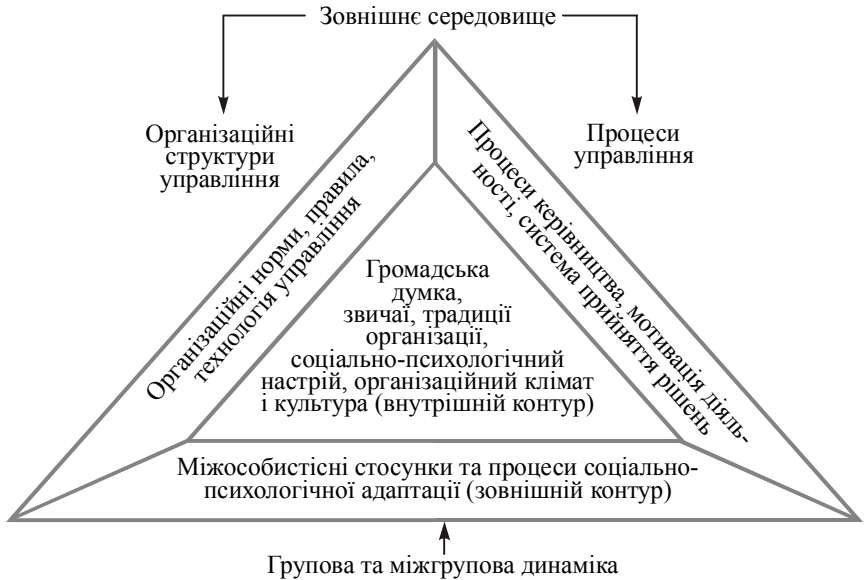 Зовнішнє середовище
Організаційні
структури
управління
Процеси
управління
Організаційні норми, правила,
технологія управління
Процеси керівництва, мотивація діяль-
ності, система прийняття рішень
Громадська
думка,
звичаї, традиції
організації,
соціально-психологічний
настрій, організаційний клімат
і культура (внутрішній контур)
Міжособистісні стосунки та процеси соціально-
психологічної адаптації (зовнішній контур)
Групова та міжгрупова динаміка